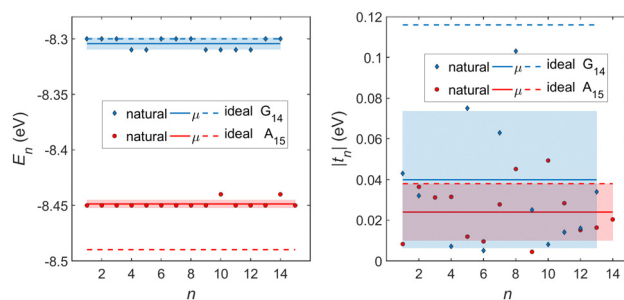 -8.3
-8.35
-8.4
-8.45
-8.5
E_n (eV)
2 4 6 8 10 12 14
n
natural μ ideal G_14
natural μ ideal A_15
0.12
0.1
0.08
0.06
0.04
0.02
0
|t_n| (eV)
2 4 6 8 10 12 14
n
natural μ ideal G_14
natural μ ideal A_15